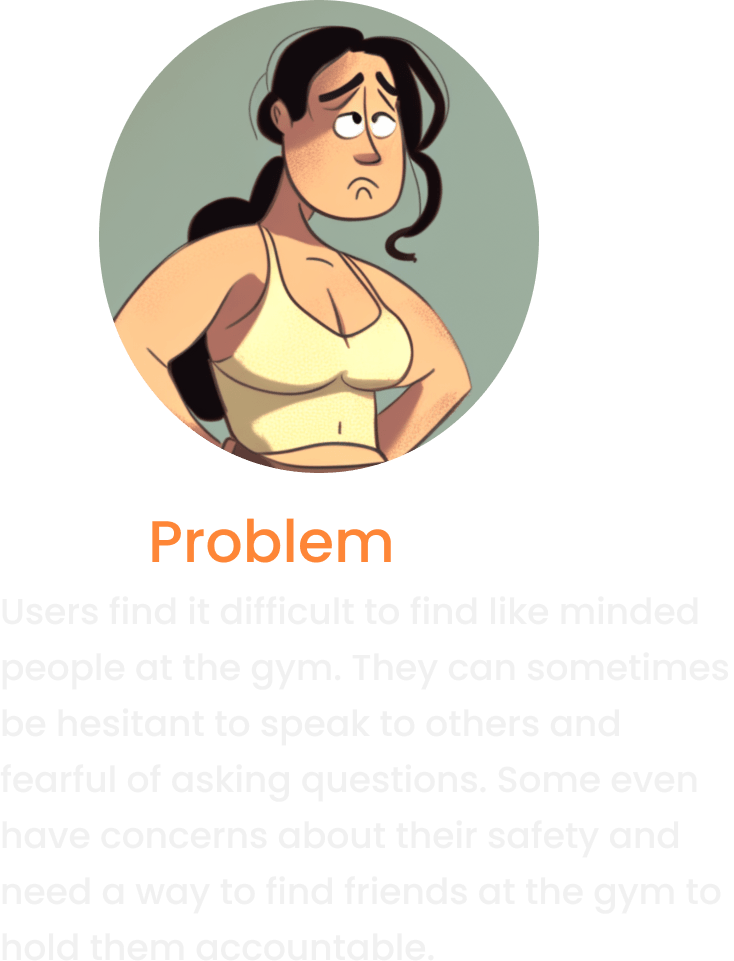 Problem
Users find it difficult to find like minded
people at the gym. They can sometimes
be hesitant to speak to others and
fearful of asking questions. Some even
have concerns about their safety and
need a way to find friends at the gym to
hold them accountable.